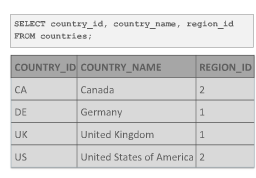 SELECT country_id, country_name, region_id
FROM countries;
COUNTRY_ID COUNTRY_NAME REGION_ID
CA Canada 2
DE Germany 1
UK United Kingdom 1
US United States of America 2